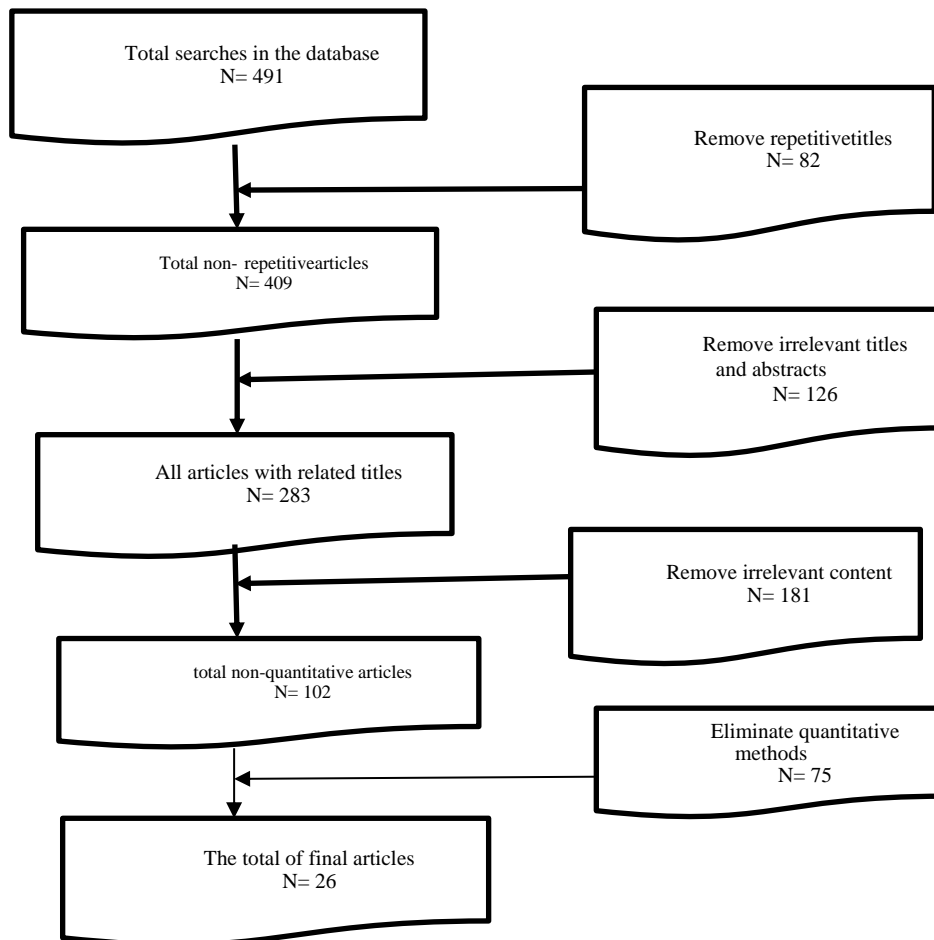 Total searches in the database
N= 491
Remove repetitivetitles
N= 82
Total non- repetitivearticles
N= 409
Remove irrelevant titles
and abstracts
N= 126
All articles with related titles
N= 283
Remove irrelevant content
N= 181
total non-quantitative articles
N= 102
Eliminate quantitative
methods
N= 75
The total of final articles
N= 26